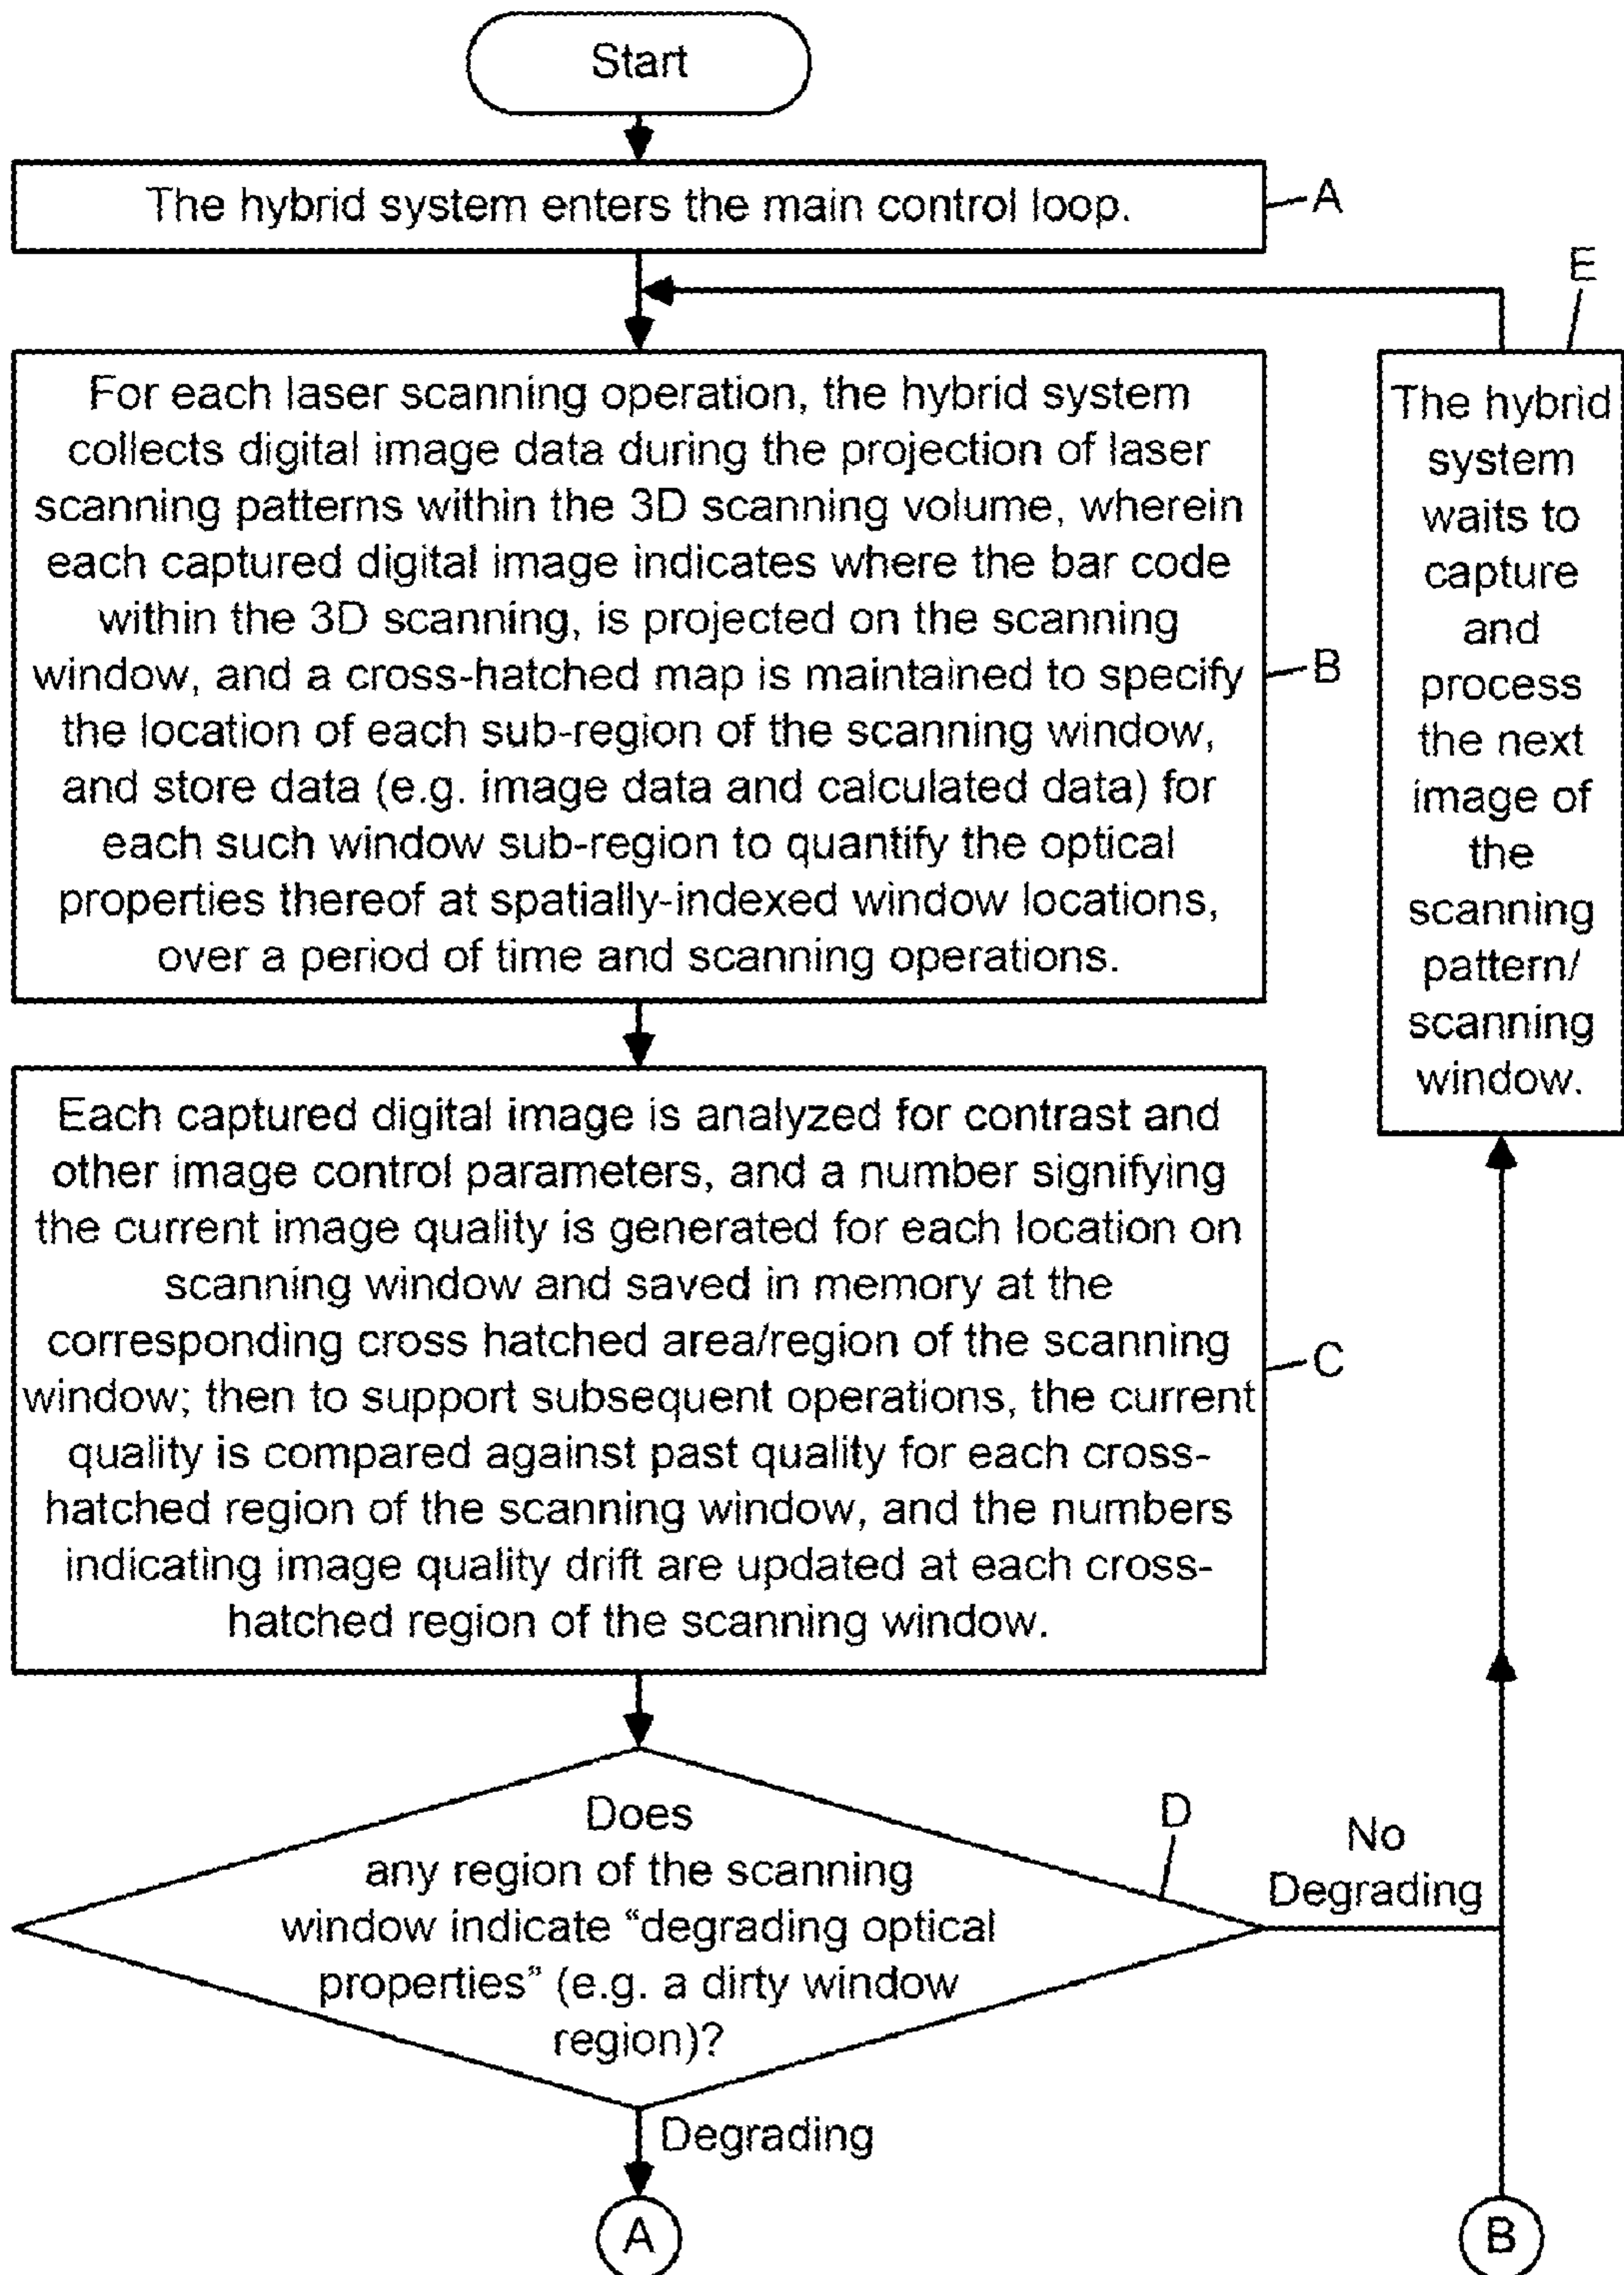 Start
The hybrid system enters the main control loop.
A
For each laser scanning operation, the hybrid system
collects digital image data during the projection of laser
scanning patterns within the 3D scanning volume, wherein
each captured digital image indicates where the bar code
within the 3D scanning, is projected on the scanning
window, and a cross-hatched map is maintained to specify
the location of each sub-region of the scanning window,
and store data (e.g. image data and calculated data) for
each such window sub-region to quantify the optical
properties thereof at spatially-indexed window locations,
over a period of time and scanning operations.
B
E
The hybrid
system
waits to
capture
and
process
the next
image of
the
scanning
pattern/
scanning
window.
Each captured digital image is analyzed for contrast and
other image control parameters, and a number signifying
the current image quality is generated for each location on
scanning window and saved in memory at the
corresponding cross hatched area/region of the scanning
window; then to support subsequent operations, the current
quality is compared against past quality for each cross-
hatched region of the scanning window, and the numbers
indicating image quality drift are updated at each cross-
hatched region of the scanning window.
C
Does
any region of the scanning
window indicate “degrading optical
properties” (e.g. a dirty window
region)?
D
No
Degrading
Degrading
A
B